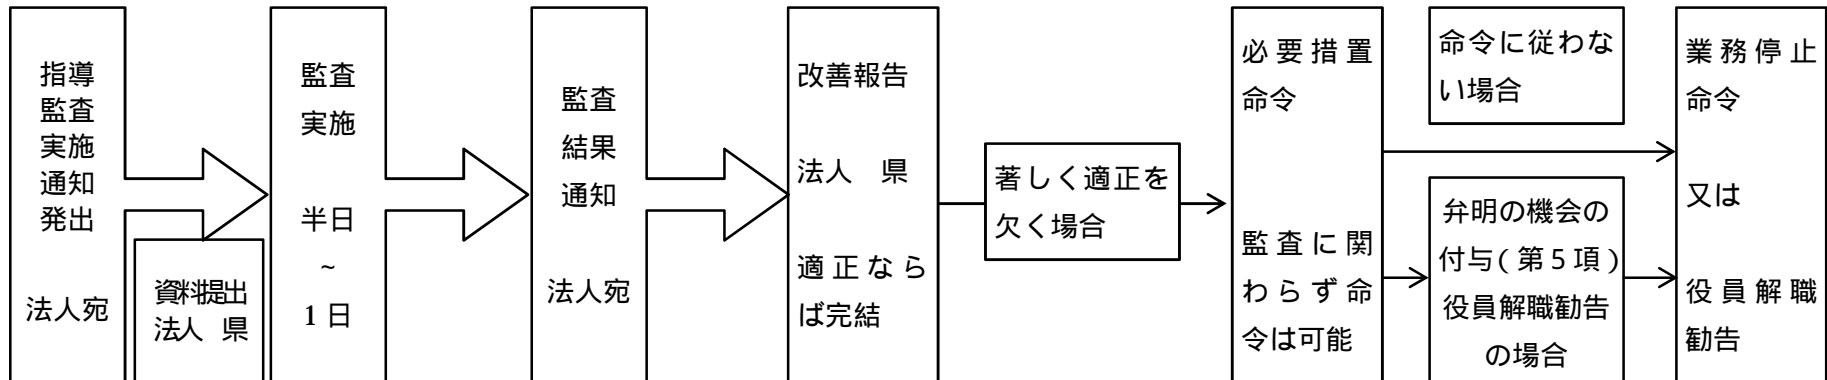 指導
監査
実施
通知
発出
法人宛
資料提出
法人　県
監査
実施
半日
~
1日
監査
結果
通知
法人宛
改善報告
法人　県
適正なら
ば完結
著しく適正を
欠く場合
必要措置
命令
監査に関
わらず命
令は可能
命令に従わな
い場合
弁明の機会の
付与(第5項)
役員解職勧告
の場合
業務停止
命令
又は
役員解職
勧告